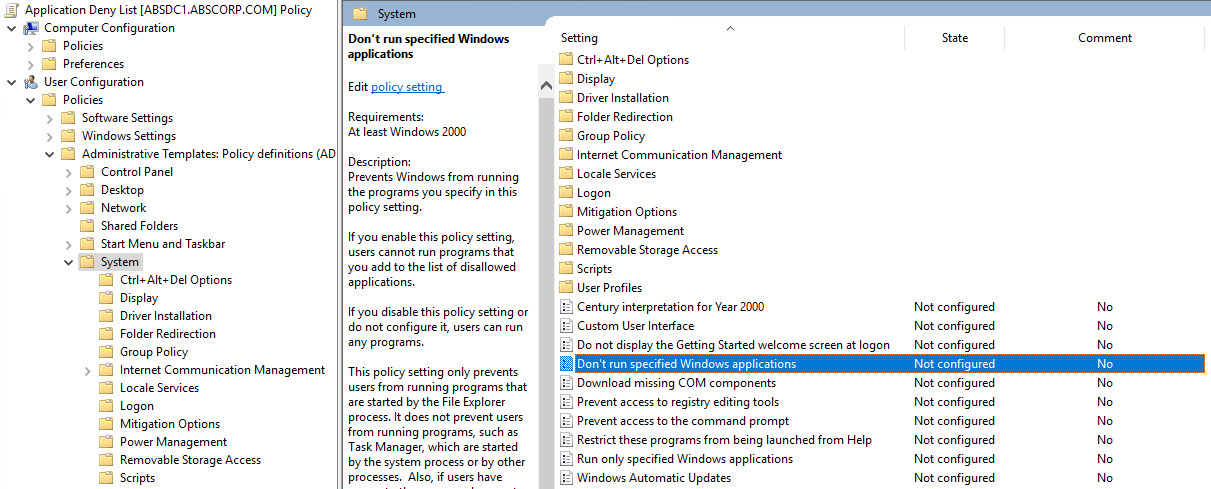 Application Deny List [ABSDC1.ABSCORP.COM] Policy
Computer Configuration
Policies
Preferences
User Configuration
Policies
Software Settings
Windows Settings
Administrative Templates: Policy definitions (AD
Control Panel
Desktop
Network
Shared Folders
Start Menu and Taskbar
System
Ctrl+Alt+Del Options
Display
Driver Installation
Folder Redirection
Group Policy
Internet Communication Management
Locale Services
Logon
Mitigation Options
Power Management
Removable Storage Access
Scripts
System
Don't run specified Windows
applications
Edit policy setting
Requirements:
At least Windows 2000
Description:
Prevents Windows from running
the programs you specify in this
policy setting.
If you enable this policy setting,
users cannot run programs that
you add to the list of disallowed
applications.
If you disable this policy setting or
do not configure it, users can run
any programs.
This policy setting only prevents
users from running programs that
are started by the File Explorer
process. It does not prevent users
from running programs, such as
Task Manager, which are started
by the system process or by other
processes.  Also, if users have
Setting State Comment
Ctrl+Alt+Del Options
Display
Driver Installation
Folder Redirection
Group Policy
Internet Communication Management
Locale Services
Logon
Mitigation Options
Power Management
Removable Storage Access
Scripts
User Profiles
Century interpretation for Year 2000 Not configured No
Custom User Interface Not configured No
Do not display the Getting Started welcome screen at logon Not configured No
Don't run specified Windows applications Not configured No
Download missing COM components Not configured No
Prevent access to registry editing tools Not configured No
Prevent access to the command prompt Not configured No
Restrict these programs from being launched from Help Not configured No
Run only specified Windows applications Not configured No
Windows Automatic Updates Not configured No